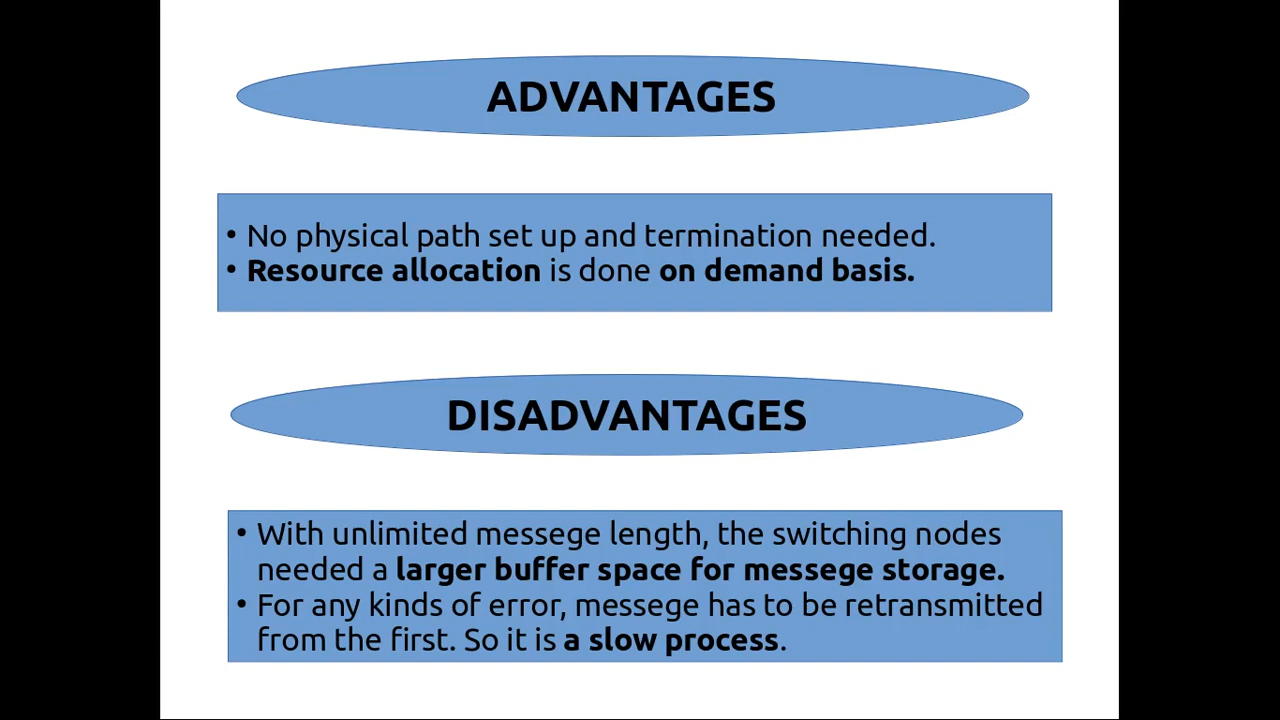 ADVANTAGES
• No physical path set up and termination needed.
• Resource allocation is done on demand basis.
DISADVANTAGES
• With unlimited messege length, the switching nodes
needed a larger buffer space for messege storage.
• For any kinds of error, messege has to be retransmitted
from the first. So it is a slow process.